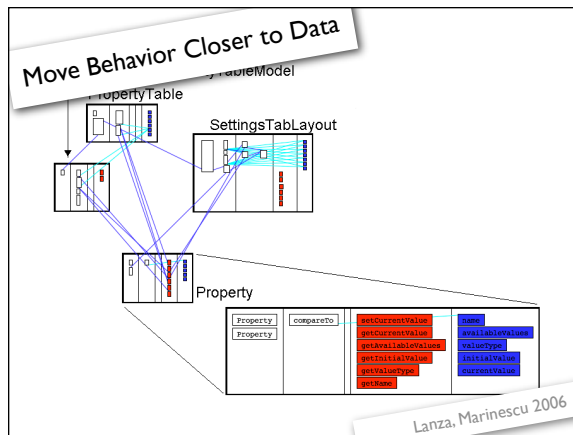 Move Behavior Closer to Data
PropertyTable
SettingsTabLayout
Property
Property
Property
compareTo
setCurrentValue
getCurrentValue
getAvailableValues
getInitialValue
getValueType
getName
name
availableValues
valueType
initialValue
currentValue
Lanza, Marinescu 2006